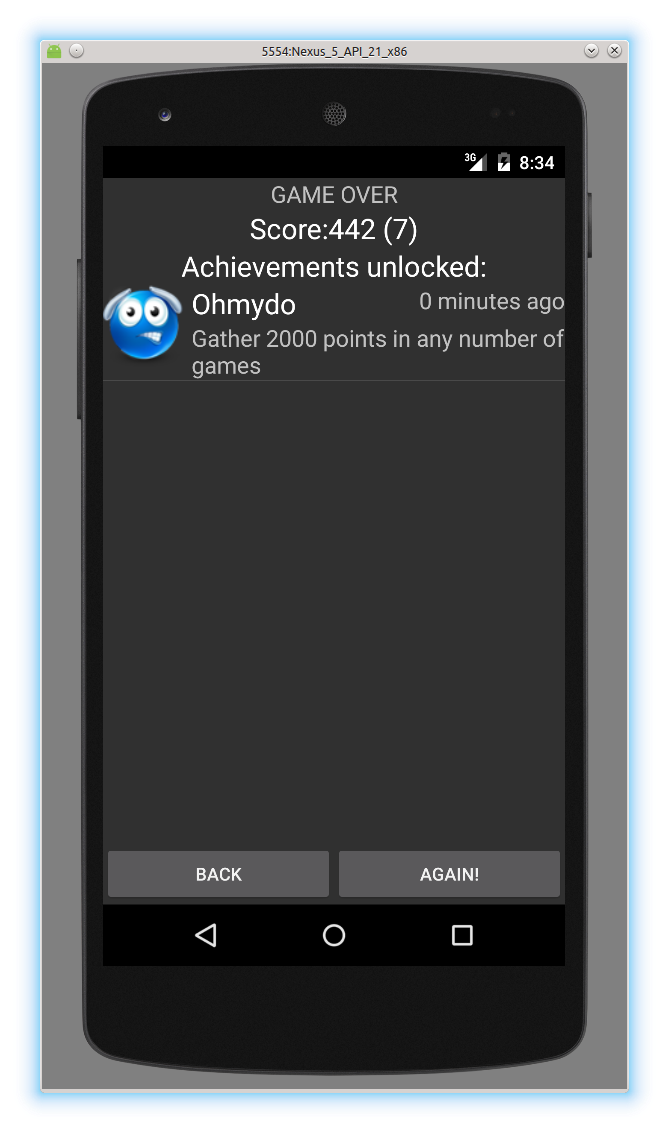 5554:Nexus_5_API_21_x86
3G 8:34
GAME OVER
Score:442 (7)
Achievements unlocked:
Ohmydo 0 minutes ago
Gather 2000 points in any number of
games
BACK AGAIN!